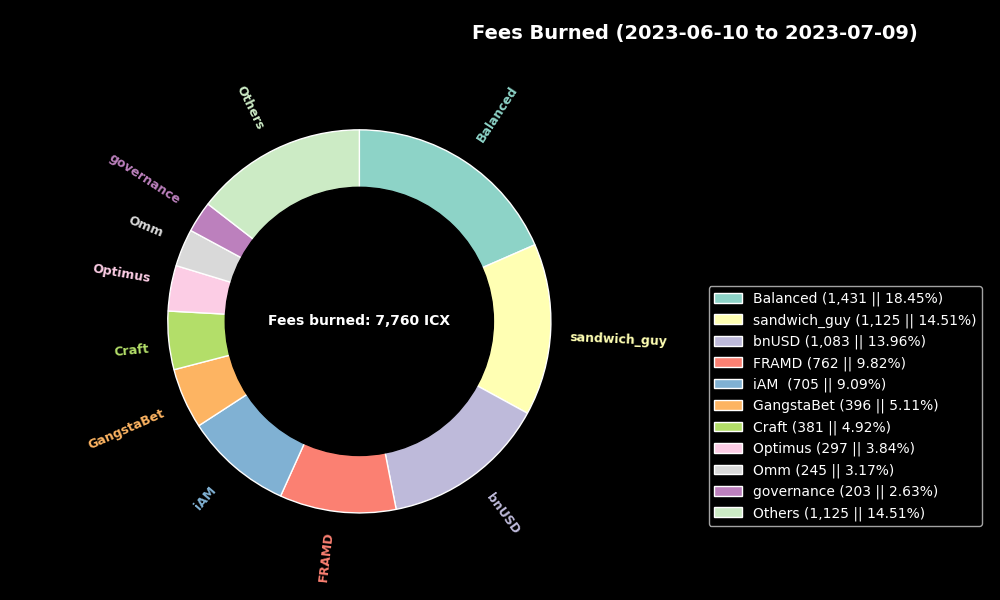 Fees Burned (2023-06-10 to 2023-07-09)
Balanced
Others
governance
Omm
Optimus
Craft
GangstaBet
iAM
FRAMD
bnUSD
sandwich_guy
Fees burned: 7,760 ICX
Balanced (1,431 || 18.45%)
sandwich_guy (1,125 || 14.51%)
bnUSD (1,083 || 13.96%)
FRAMD (762 || 9.82%)
iAM  (705 || 9.09%)
GangstaBet (396 || 5.11%)
Craft (381 || 4.92%)
Optimus (297 || 3.84%)
Omm (245 || 3.17%)
governance (203 || 2.63%)
Others (1,125 || 14.51%)